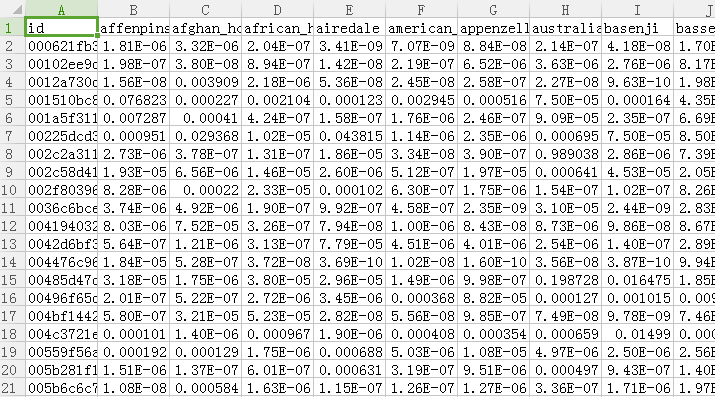 A B C D E F G H I J
1 id affenpins afghan_ho african_h airedale american_ appenzell australia basenji basse
2 000621fb3 1.81E-06 3.32E-06 2.04E-07 3.41E-09 7.07E-09 8.84E-08 2.14E-07 4.18E-08 1.70E
3 00102ee9d 1.98E-07 3.80E-08 8.94E-07 1.42E-08 2.19E-07 6.52E-06 3.63E-06 2.76E-06 8.17E
4 0012a730d 1.56E-08 0.003909 2.18E-06 5.36E-08 2.45E-08 2.58E-07 2.27E-08 9.63E-10 1.98E
5 001510bc8 0.076823 0.000227 0.002104 0.000123 0.002945 0.000516 7.50E-05 0.000164 4.35E
6 001a5f311 0.007287 0.00041 4.24E-07 1.58E-07 1.76E-06 2.46E-07 9.09E-05 2.35E-07 6.69E
7 00225dcd3 0.000951 0.029368 1.02E-05 0.043815 1.14E-06 2.35E-06 0.000695 7.50E-05 8.50E
8 002c2a311 2.73E-06 3.78E-07 1.31E-07 1.86E-05 3.34E-08 3.90E-07 0.989038 2.86E-06 7.39E
9 002c58d41 1.93E-05 6.56E-06 1.46E-05 2.60E-06 5.12E-07 1.97E-05 0.000641 4.53E-05 2.05E
10 002f80396 8.28E-06 0.00022 2.33E-05 0.000102 6.30E-07 1.75E-06 1.54E-07 1.02E-07 8.26E
11 0036c6bce 3.74E-06 4.92E-06 1.90E-07 9.92E-07 4.58E-07 2.35E-09 3.10E-05 2.44E-09 2.83E
12 004194032 8.03E-06 7.52E-05 3.26E-07 7.94E-08 1.00E-06 8.43E-08 8.73E-06 9.86E-08 8.67E
13 0042d6bf3 5.64E-07 1.21E-06 3.13E-07 7.79E-05 4.51E-06 4.01E-06 2.54E-06 1.40E-07 2.89E
14 004476c96 1.84E-05 5.28E-07 3.72E-08 3.69E-10 1.02E-08 1.60E-10 3.56E-08 3.87E-10 9.94E
15 00485d47d 3.18E-05 1.75E-06 3.80E-05 2.96E-05 1.49E-06 9.98E-07 0.198728 0.016475 1.85E
16 00496f65d 2.01E-07 5.22E-07 2.72E-06 3.45E-06 0.000368 8.82E-05 0.000127 0.001015 0.009
17 004bf1442 5.80E-07 3.21E-05 5.23E-05 2.82E-08 5.56E-08 9.85E-07 7.49E-08 9.78E-09 7.46E
18 004c3721e 0.000101 1.40E-06 0.000967 1.90E-06 0.000408 0.000354 0.000659 0.01499 0.000
19 00559f56a 0.000192 0.000129 1.75E-06 0.000688 5.03E-06 1.08E-05 4.97E-06 2.50E-06 2.56E
20 005b281f1 1.51E-06 1.37E-07 6.01E-07 0.000631 3.19E-07 9.51E-06 0.000497 9.43E-07 1.40E
21 005b6c6c7 1.08E-08 0.000584 1.63E-06 1.15E-07 1.26E-07 1.27E-06 3.36E-07 1.71E-06 1.97E